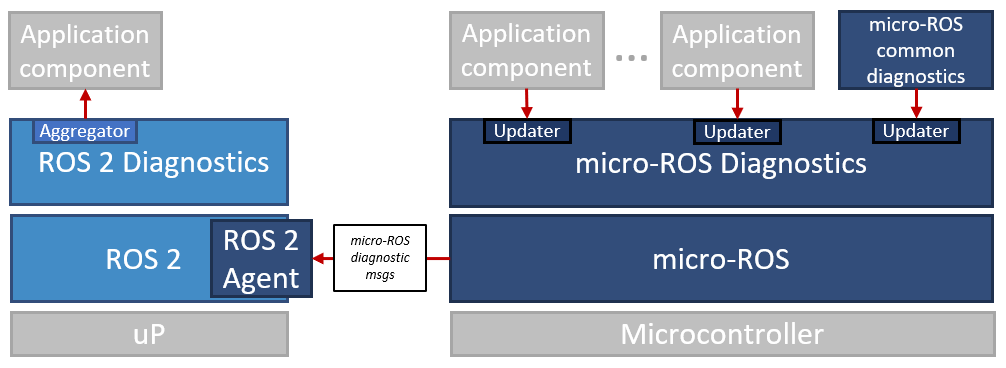 Application
component
Aggregator
ROS 2 Diagnostics
ROS 2
ROS 2
Agent
uP
micro-ROS
diagnostic
msgs
Application
component
...
Application
component
micro-ROS
common
diagnostics
Updater
Updater
Updater
micro-ROS Diagnostics
micro-ROS
Microcontroller